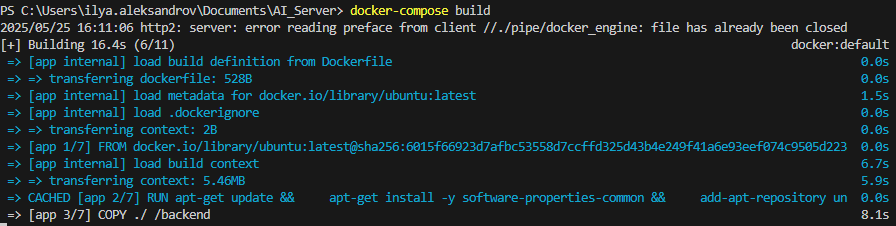 PS C:\Users\ilya.aleksandrov\Documents\AI_Server> docker-compose build
2025/05/25 16:11:06 http2: server: error reading preface from client //./pipe/docker_engine: file has already been closed
[+] Building 16.4s (6/11) docker:default
=> [app internal] load build definition from Dockerfile 0.0s
=> => transferring dockerfile: 528B 0.0s
=> [app internal] load metadata for docker.io/library/ubuntu:latest 1.5s
=> [app internal] load .dockerignore 0.0s
=> => transferring context: 2B 0.0s
=> [app 1/7] FROM docker.io/library/ubuntu:latest@sha256:6015f66923d7afbc53558d7ccffd325d43b4e249f41a6e93eef074c9505d223 0.0s
=> [app internal] load build context 6.7s
=> => transferring context: 5.46MB 5.9s
=> CACHED [app 2/7] RUN apt-get update && apt-get install -y software-properties-common && add-apt-repository un 0.0s
=> [app 3/7] COPY ./ /backend 8.1s